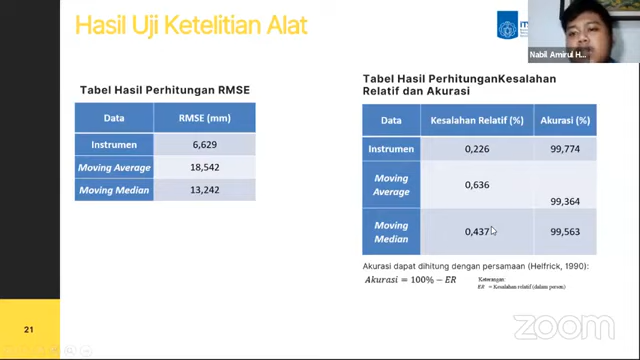 Hasil Uji Ketelitian Alat
Nabil Amirul H...
Tabel Hasil Perhitungan RMSE
Data RMSE (mm)
Instrumen 6,629
Moving Average 18,542
Moving Median 13,242
Tabel Hasil PerhitunganKesalahan
Relatif dan Akurasi
Data Kesalahan Relatif (%) Akurasi (%)
Instrumen 0,226 99,774
Moving
Average 0,636 99,364
Moving
Median 0,437 99,563
Akurasi dapat dihitung dengan persamaan (Helfrick, 1990):
Akurasi = 100% − ER
Keterangan:
ER = Kesalahan relatif (dalam persen)
21
zoom